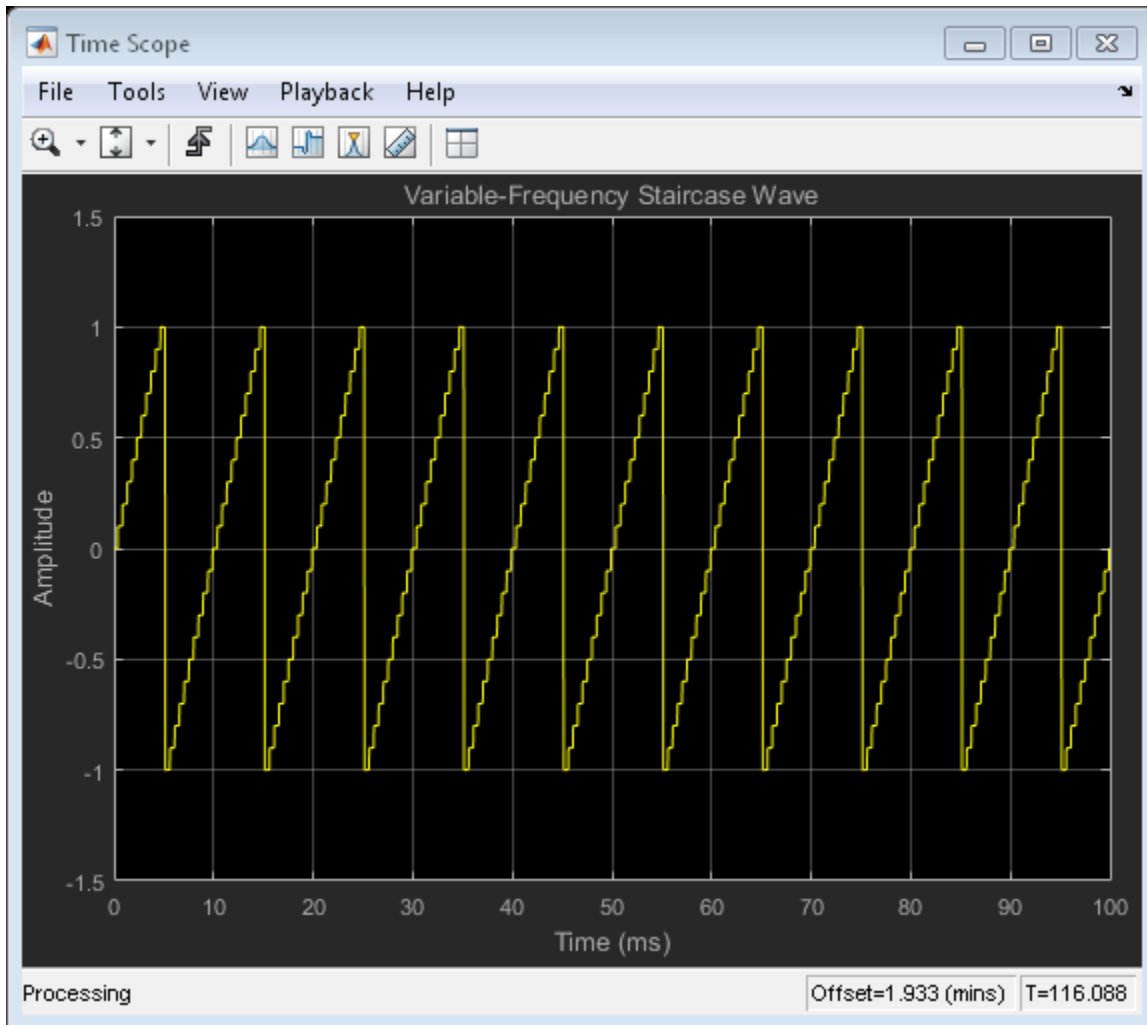 Time Scope
File Tools View Playback Help
Variable-Frequency Staircase Wave
1.5
1
0.5
0
-0.5
-1
-1.5
Amplitude
0 10 20 30 40 50 60 70 80 90 100
Time (ms)
Processing Offset=1.933 (mins) T=116.088